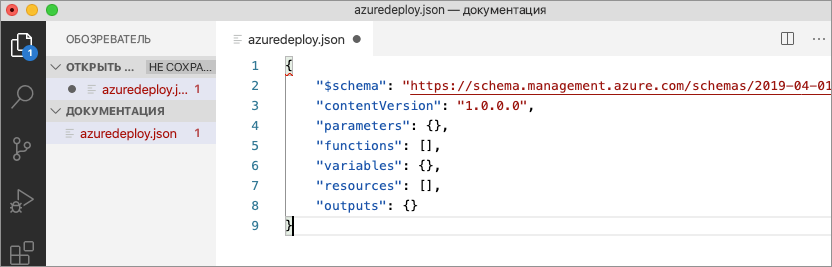 azuredeploy.json — документация
ОБОЗРЕВАТЕЛЬ
ОТКРЫТЬ ... НЕ СОХРА...
azuredeploy.j... 1
ДОКУМЕНТАЦИЯ
azuredeploy.json 1
1
azuredeploy.json
1 {
2 "$schema": "https://schema.management.azure.com/schemas/2019-04-01
3 "contentVersion": "1.0.0.0",
4 "parameters": {},
5 "functions": [],
6 "variables": {},
7 "resources": [],
8 "outputs": {}
9 }